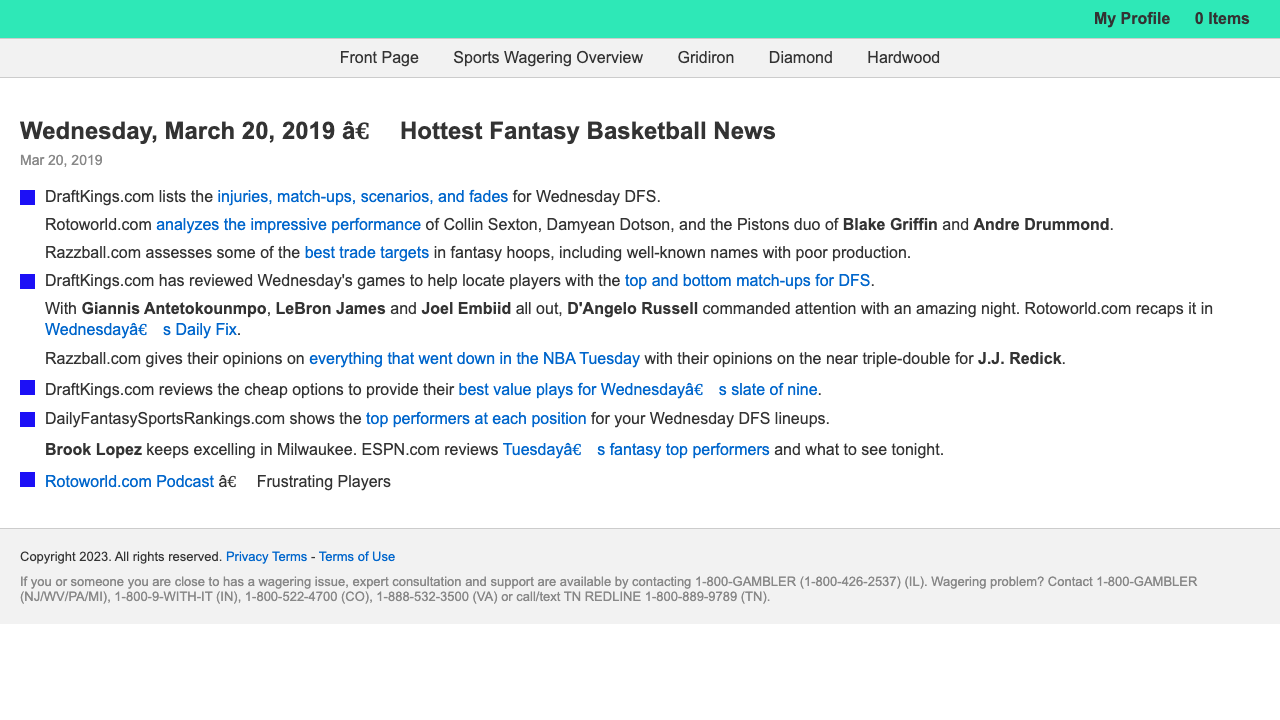 My Profile 0 Items
Front Page Sports Wagering Overview Gridiron Diamond Hardwood
Wednesday, March 20, 2019 â€ Hottest Fantasy Basketball News
Mar 20, 2019
DraftKings.com lists the injuries, match-ups, scenarios, and fades for Wednesday DFS.
Rotoworld.com analyzes the impressive performance of Collin Sexton, Damyean Dotson, and the Pistons duo of Blake Griffin and Andre Drummond.
Razzball.com assesses some of the best trade targets in fantasy hoops, including well-known names with poor production.
DraftKings.com has reviewed Wednesday's games to help locate players with the top and bottom match-ups for DFS.
With Giannis Antetokounmpo, LeBron James and Joel Embiid all out, D'Angelo Russell commanded attention with an amazing night. Rotoworld.com recaps it in
Wednesdayâ€ s Daily Fix.
Razzball.com gives their opinions on everything that went down in the NBA Tuesday with their opinions on the near triple-double for J.J. Redick.
DraftKings.com reviews the cheap options to provide their best value plays for Wednesdayâ€ s slate of nine.
DailyFantasySportsRankings.com shows the top performers at each position for your Wednesday DFS lineups.
Brook Lopez keeps excelling in Milwaukee. ESPN.com reviews Tuesdayâ€ s fantasy top performers and what to see tonight.
Rotoworld.com Podcast â€ Frustrating Players
Copyright 2023. All rights reserved. Privacy Terms - Terms of Use
If you or someone you are close to has a wagering issue, expert consultation and support are available by contacting 1-800-GAMBLER (1-800-426-2537) (IL). Wagering problem? Contact 1-800-GAMBLER
(NJ/WV/PA/MI), 1-800-9-WITH-IT (IN), 1-800-522-4700 (CO), 1-888-532-3500 (VA) or call/text TN REDLINE 1-800-889-9789 (TN).